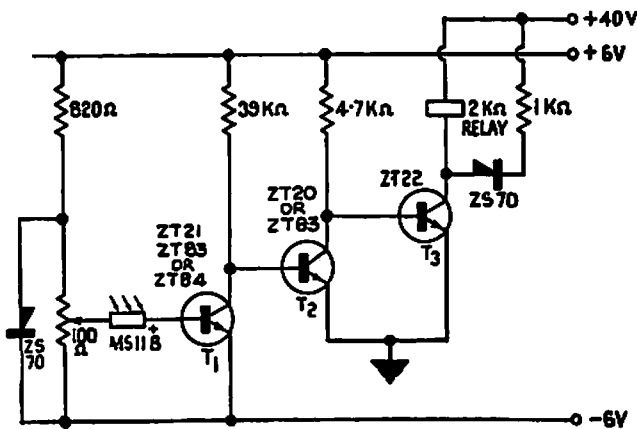 +40V
+6V
820Ω
39KΩ
4·7KΩ
2KΩ
RELAY
1KΩ
ZS70
ZT22
T3
ZT20
OR
ZT83
T2
ZT21
ZT83
OR
ZT84
T1
ZS
70
100
Ω
MS11B
+
-6V